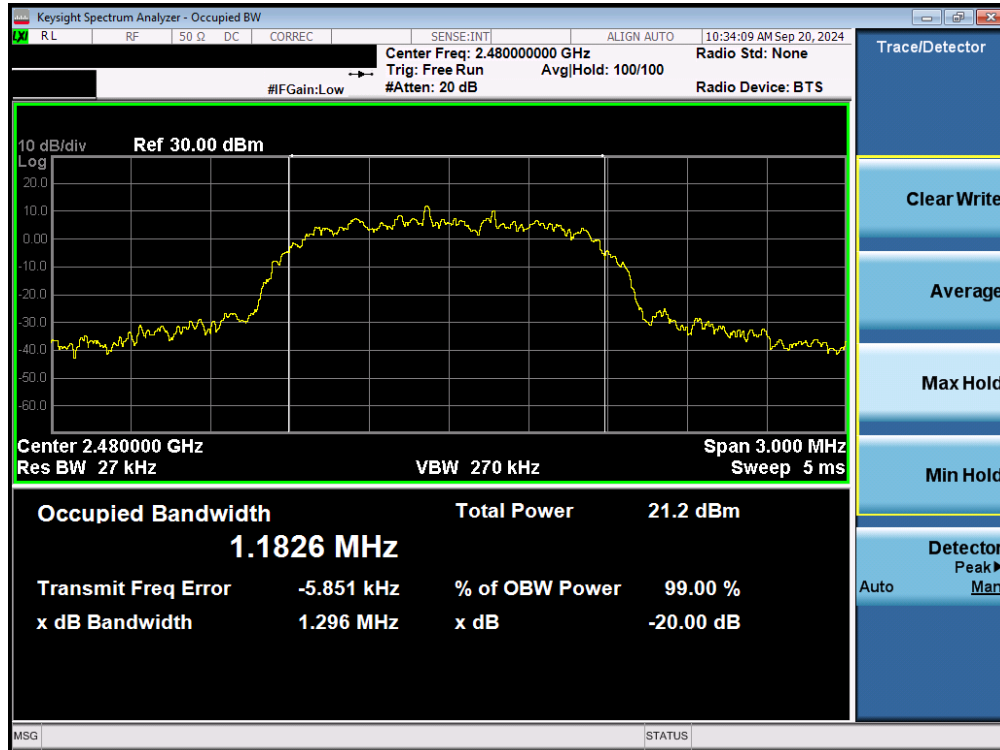 Keysight Spectrum Analyzer - Occupied BW
LXI RL RF 50 Ω DC CORREC SENSE:INT ALIGN AUTO 10:34:09 AM Sep 20, 2024
Center Freq: 2.480000000 GHz Radio Std: None
Trig: Free Run Avg|Hold: 100/100
#IFGain:Low #Atten: 20 dB Radio Device: BTS
Trace/Detector
10 dB/div Ref 30.00 dBm
Log
20.0
10.0
0.00
-10.0
-20.0
-30.0
-40.0
-50.0
-60.0
Center 2.480000 GHz Span 3.000 MHz
Res BW 27 kHz VBW 270 kHz Sweep 5 ms
Occupied Bandwidth Total Power 21.2 dBm
1.1826 MHz
Transmit Freq Error -5.851 kHz % of OBW Power 99.00 %
x dB Bandwidth 1.296 MHz x dB -20.00 dB
Clear Write
Average
Max Hold
Min Hold
Detector
Peak
Auto Man
MSG STATUS